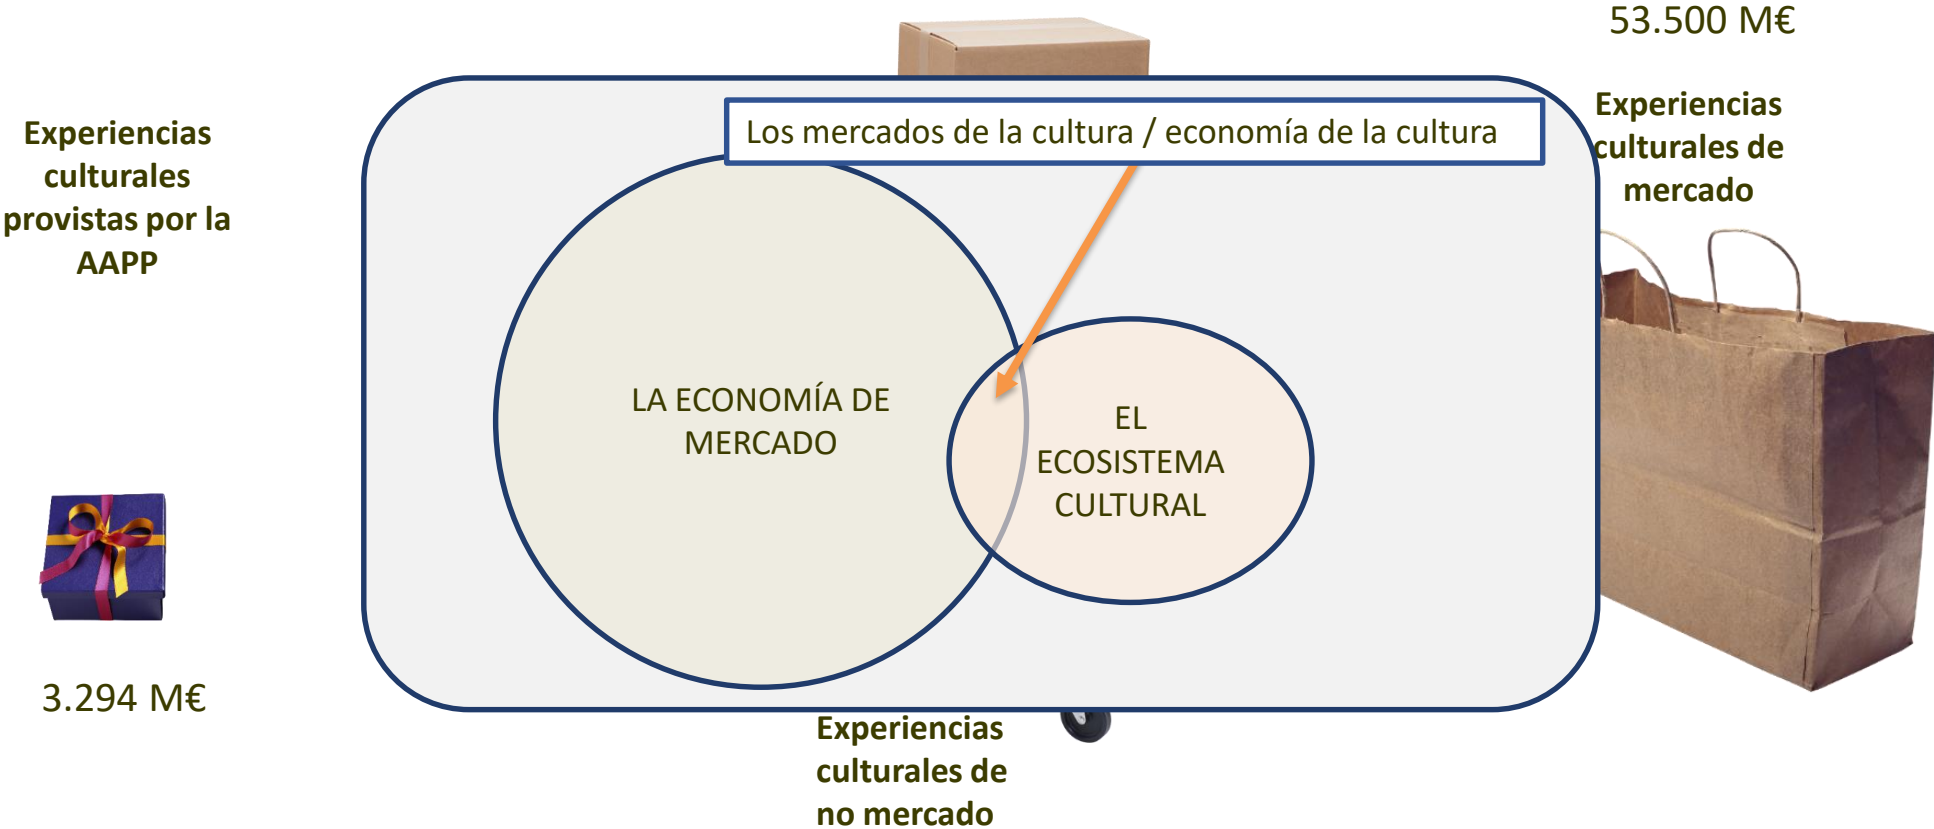 53.500 M€
Experiencias
culturales de
mercado
Experiencias
culturales
provistas por la
AAPP
Los mercados de la cultura / economía de la cultura
LA ECONOMÍA DE
MERCADO
EL
ECOSISTEMA
CULTURAL
3.294 M€
Experiencias
culturales de
no mercado